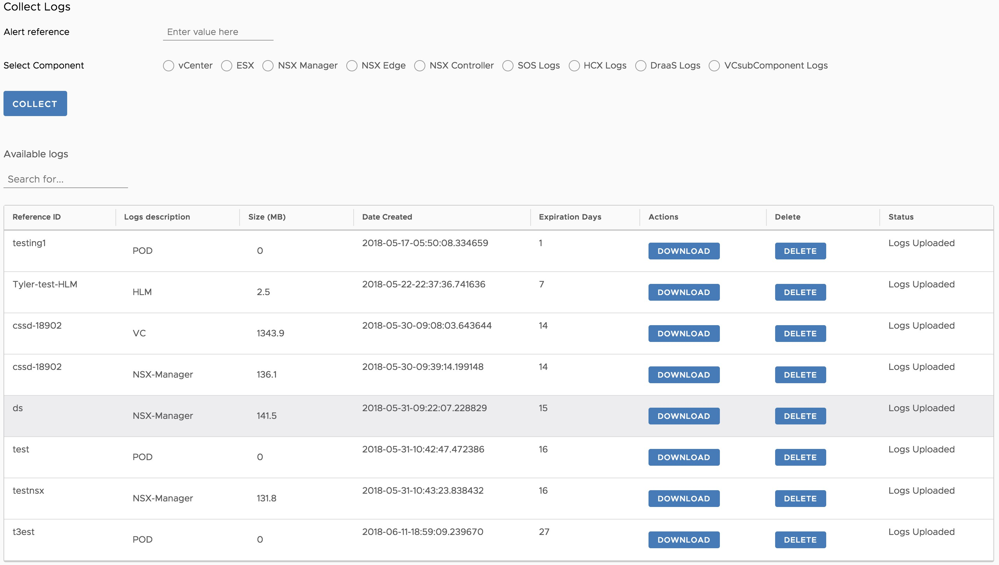 Collect Logs
Alert reference Enter value here
Select Component vCenter ESX NSX Manager NSX Edge NSX Controller SOS Logs HCX Logs DraaS Logs VCsubComponent Logs
COLLECT
Available logs
Search for...
Reference ID Logs description Size (MB) Date Created Expiration Days Actions Delete Status
testing1 POD 0 2018-05-17-05:50:08.334659 1 DOWNLOAD DELETE Logs Uploaded
Tyler-test-HLM HLM 2.5 2018-05-22-22:37:36.741636 7 DOWNLOAD DELETE Logs Uploaded
cssd-18902 VC 1343.9 2018-05-30-09:08:03.643644 14 DOWNLOAD DELETE Logs Uploaded
cssd-18902 NSX-Manager 136.1 2018-05-30-09:39:14.199148 14 DOWNLOAD DELETE Logs Uploaded
ds NSX-Manager 141.5 2018-05-31-09:22:07.228829 15 DOWNLOAD DELETE Logs Uploaded
test POD 0 2018-05-31-10:42:47.472386 16 DOWNLOAD DELETE Logs Uploaded
testnsx NSX-Manager 131.8 2018-05-31-10:43:23.838432 16 DOWNLOAD DELETE Logs Uploaded
t3est POD 0 2018-06-11-18:59:09.239670 27 DOWNLOAD DELETE Logs Uploaded